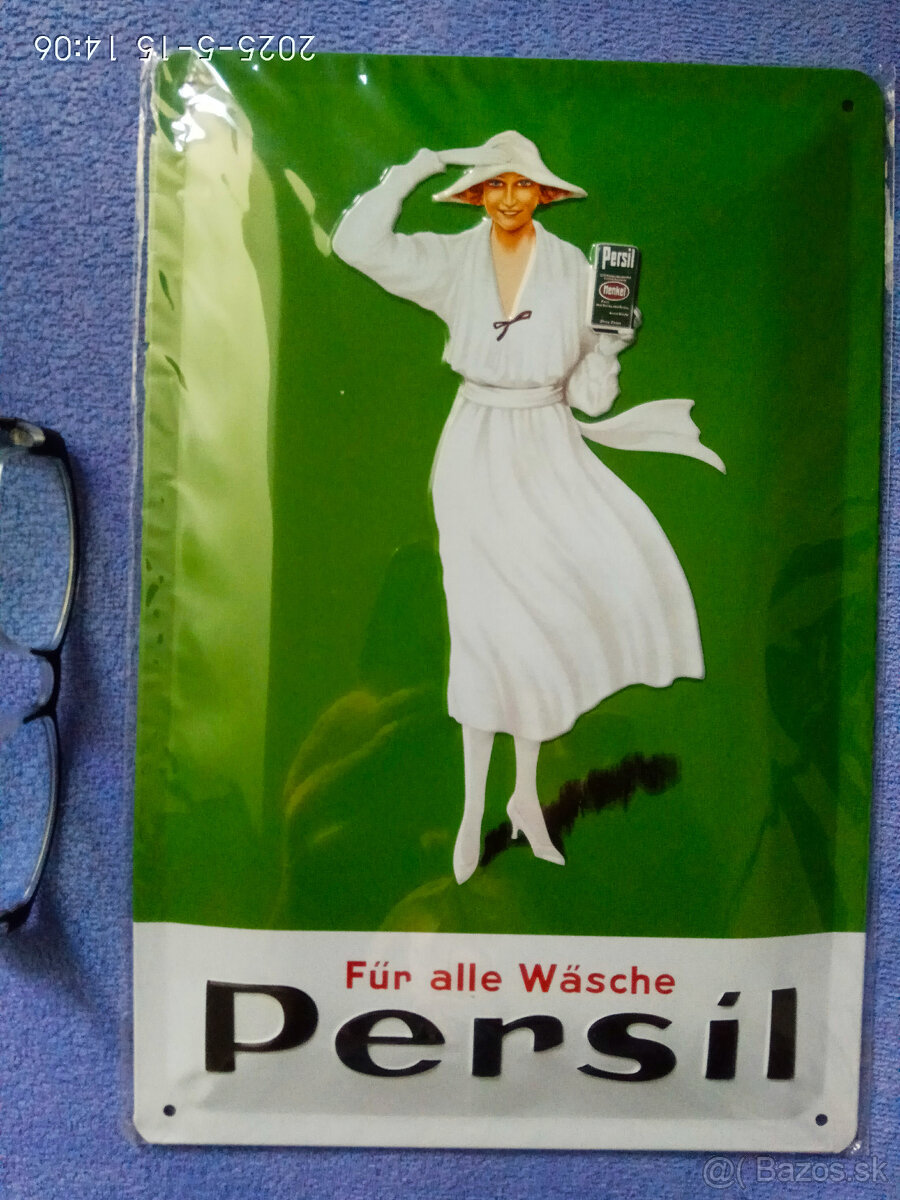 2025-5-15 14:06
Persil
Henkel
Für alle Wäsche
Persil
@( Bazos.sk